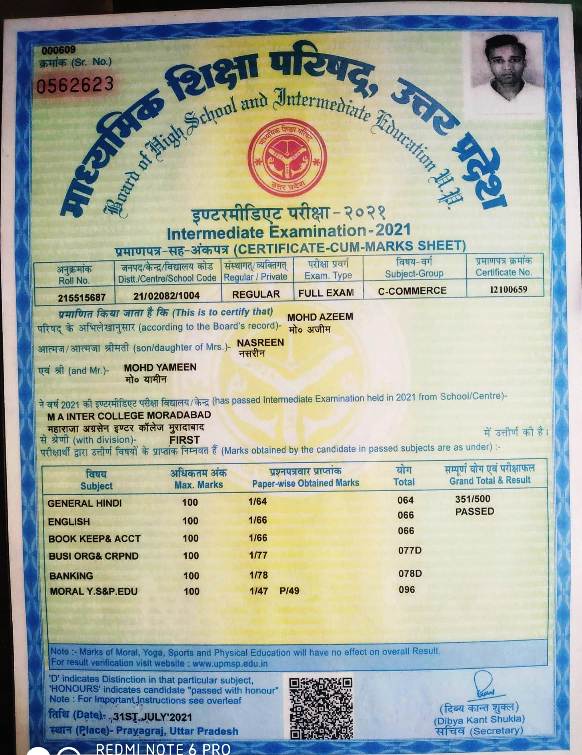 000609
क्रमांक (Sr. No.)
0562623
माध्यमिक शिक्षा परिषद्, उत्तर प्रदेश
Board of High School and Intermediate Education U.P.
माध्यमिक शिक्षा परिषद्
उत्तर प्रदेश
इण्टरमीडिएट परीक्षा-२०२१
Intermediate Examination-2021
प्रमाणपत्र-सह-अंकपत्र (CERTIFICATE-CUM-MARKS SHEET)
अनुक्रमांक जनपद/केन्द्र/विद्यालय कोड संस्थागत/व्यक्तिगत परीक्षा प्रवर्ग विषय-वर्ग प्रमाणपत्र क्रमांक
Roll No. Distt./Centre/School Code Regular / Private Exam. Type Subject-Group Certificate No.
215515687 21/02082/1004 REGULAR FULL EXAM C-COMMERCE 12100659
प्रमाणित किया जाता है कि (This is to certify that) MOHD AZEEM
परिषद के अभिलेखानुसार (according to the Board's record)- मो० अजीम
आत्मज/आत्मजा श्रीमती (son/daughter of Mrs.)- NASREEN
नसरीन
एवं श्री (and Mr.)- MOHD YAMEEN
मो० यामीन
ने वर्ष 2021 की इण्टरमीडिएट परीक्षा विद्यालय/केन्द्र (has passed Intermediate Examination held in 2021 from School/Centre)-
M A INTER COLLEGE MORADABAD
महाराजा अग्रसेन इण्टर कॉलेज मुरादाबाद
से श्रेणी (with division)- FIRST में उत्तीर्ण की है।
परीक्षार्थी द्वारा उत्तीर्ण विषयों के प्राप्तांक निम्नवत हैं (Marks obtained by the candidate in passed subjects are as under) :-
विषय अधिकतम अंक प्रश्नपत्रवार प्राप्तांक योग सम्पूर्ण योग एवं परीक्षाफल
Subject Max. Marks Paper-wise Obtained Marks Total Grand Total & Result
GENERAL HINDI 100 1/64 064 351/500
ENGLISH 100 1/66 066 PASSED
BOOK KEEP& ACCT 100 1/66 066
BUSI ORG& CRPND 100 1/77 077D
BANKING 100 1/78 078D
MORAL Y.S&P.EDU 100 1/47 P/49 096
Note :- Marks of Moral, Yoga, Sports and Physical Education will have no effect on overall Result.
For result verification visit website : www.upmsp.edu.in
'D' indicates Distinction in that particular subject,
'HONOURS' indicates candidate "passed with honour"
Note : For Important Instructions see overleaf
तिथि (Date):- 31ST JULY'2021
स्थान (Place)- Prayagraj, Uttar Pradesh
(दिब्य कान्त शुक्ल)
(Dibya Kant Shukla)
सचिव (Secretary)
REDMI NOTE 6 PRO